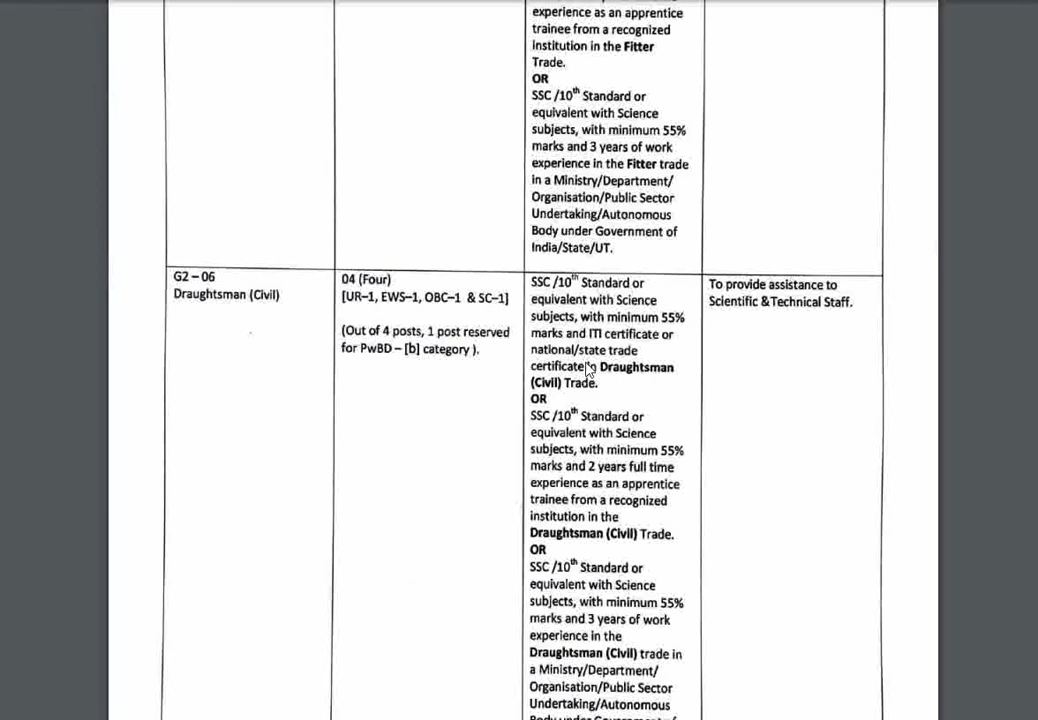 experience as an apprentice
trainee from a recognized
institution in the Fitter
Trade.
OR
SSC /10th Standard or
equivalent with Science
subjects, with minimum 55%
marks and 3 years of work
experience in the Fitter trade
in a Ministry/Department/
Organisation/Public Sector
Undertaking/Autonomous
Body under Government of
India/State/UT.
G2 – 06
Draughtsman (Civil)
04 (Four)
[UR–1, EWS–1, OBC–1 & SC–1]
(Out of 4 posts, 1 post reserved
for PwBD – [b] category ).
SSC /10th Standard or
equivalent with Science
subjects, with minimum 55%
marks and ITI certificate or
national/state trade
certificate Draughtsman
(Civil) Trade.
OR
SSC /10th Standard or
equivalent with Science
subjects, with minimum 55%
marks and 2 years full time
experience as an apprentice
trainee from a recognized
institution in the
Draughtsman (Civil) Trade.
OR
SSC /10th Standard or
equivalent with Science
subjects, with minimum 55%
marks and 3 years of work
experience in the
Draughtsman (Civil) trade in
a Ministry/Department/
Organisation/Public Sector
Undertaking/Autonomous
To provide assistance to
Scientific &Technical Staff.